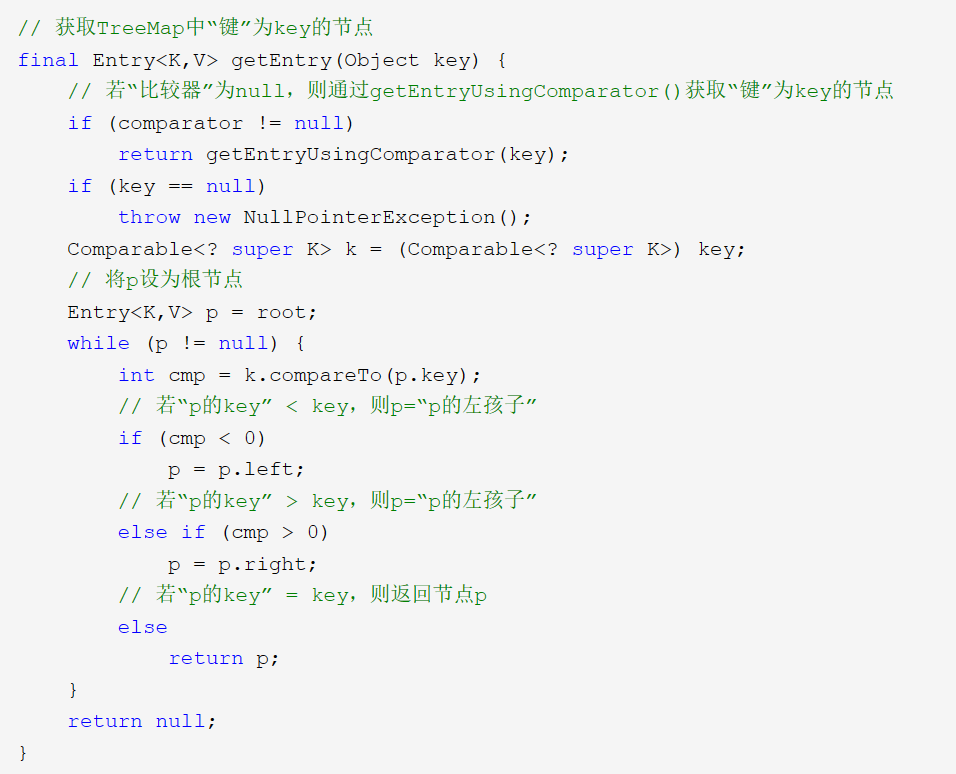 // 获取TreeMap中“键”为key的节点
final Entry<K,V> getEntry(Object key) {
    // 若“比较器”为null，则通过getEntryUsingComparator()获取“键”为key的节点
    if (comparator != null)
        return getEntryUsingComparator(key);
    if (key == null)
        throw new NullPointerException();
    Comparable<? super K> k = (Comparable<? super K>) key;
    // 将p设为根节点
    Entry<K,V> p = root;
    while (p != null) {
        int cmp = k.compareTo(p.key);
        // 若“p的key” < key，则p=“p的左孩子”
        if (cmp < 0)
            p = p.left;
        // 若“p的key” > key，则p=“p的左孩子”
        else if (cmp > 0)
            p = p.right;
        // 若“p的key” = key，则返回节点p
        else
            return p;
    }
    return null;
}